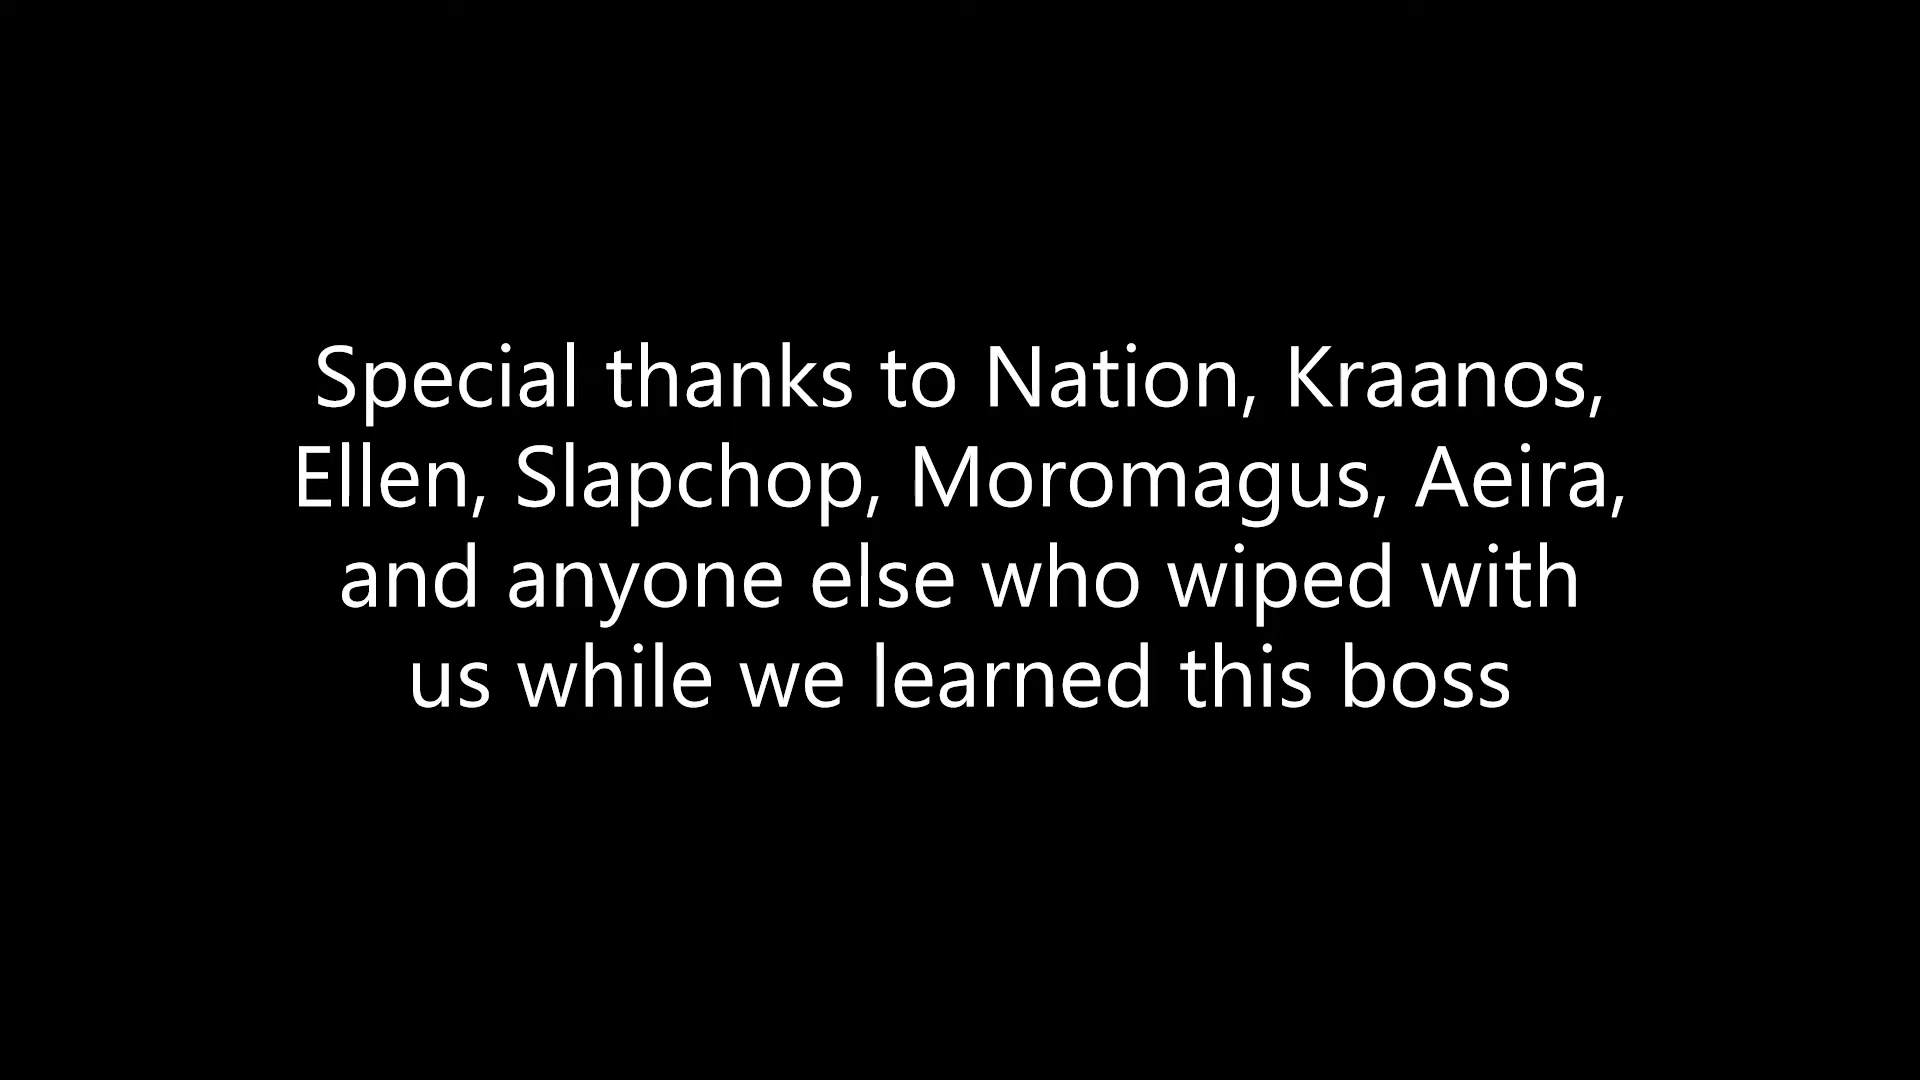 Special thanks to Nation, Kraanos,
Ellen, Slapchop, Moromagus, Aeira,
and anyone else who wiped with
us while we learned this boss